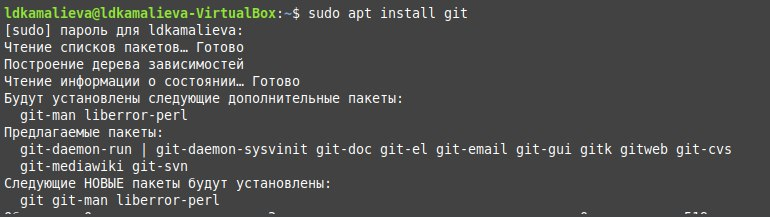 ldkamalieva@ldkamalieva-VirtualBox:~$ sudo apt install git
[sudo] пароль для ldkamalieva:
Чтение списков пакетов… Готово
Построение дерева зависимостей
Чтение информации о состоянии… Готово
Будут установлены следующие дополнительные пакеты:
  git-man liberror-perl
Предлагаемые пакеты:
  git-daemon-run | git-daemon-sysvinit git-doc git-el git-email git-gui gitk gitweb git-cvs
  git-mediawiki git-svn
Следующие НОВЫЕ пакеты будут установлены:
  git git-man liberror-perl